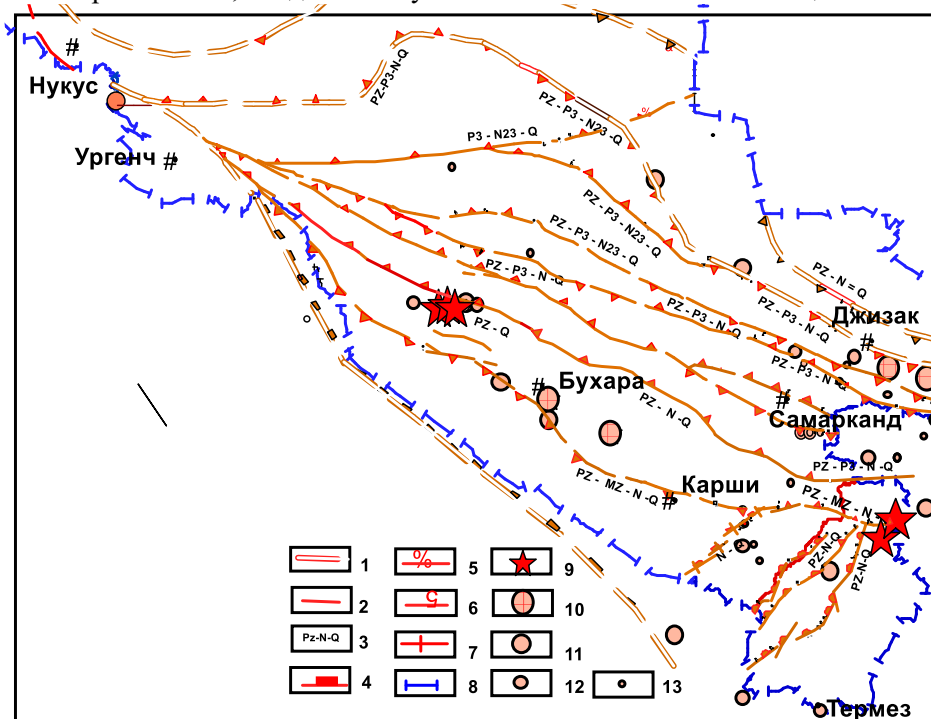 Нукус
PZ-P3-N-Q
PZ - P3 - N23 -Q
P3 - N23 -Q
Ургенч
PZ - P3 - N23 -Q
PZ - P3 - N23 -Q
PZ - P3 - N -Q
PZ - N = Q
PZ - P3 - N -Q
PZ - P3 - N -Q
Джизак
PZ - Q
PZ - P3 - N -Q
Бухара
PZ - N -Q
Самарканд
PZ - P3 - N -Q
PZ - MZ - N -Q
Карши
PZ - MZ - N
PZ-N-Q
PZ-N-Q
1
5
9
2
6
10
Pz-N-Q
3
7
11
4
8
12
13
Термез